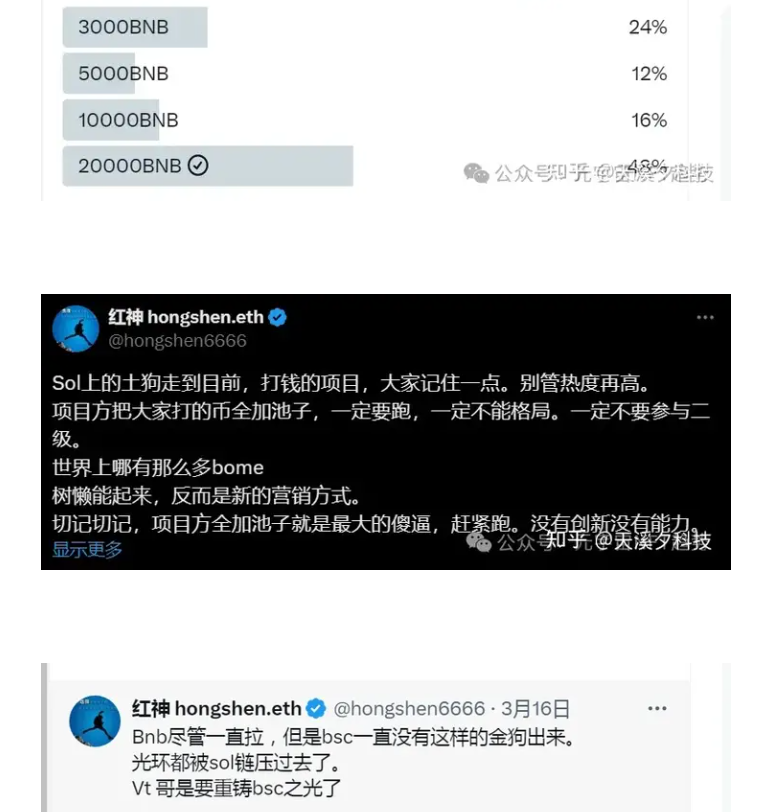 3000BNB 24%
5000BNB 12%
10000BNB 16%
20000BNB 48%
公众号 知乎 @天溪夕科技
红神 hongshen.eth
@hongshen6666
Sol上的土狗走到目前，打钱的项目，大家记住一点。别管热度再高。
项目方把大家打的币全加池子，一定要跑，一定不能格局。一定不要参与二
级。
世界上哪有那么多bome
树懒能起来，反而是新的营销方式。
切记切记，项目方全加池子就是最大的傻逼，赶紧跑。没有创新没有能力。
显示更多
公众号 知乎 @天溪夕科技
红神 hongshen.eth @hongshen6666 · 3月16日
Bnb尽管一直拉，但是bsc一直没有这样的金狗出来。
光环都被sol链压过去了。
Vt 哥是要重铸bsc之光了